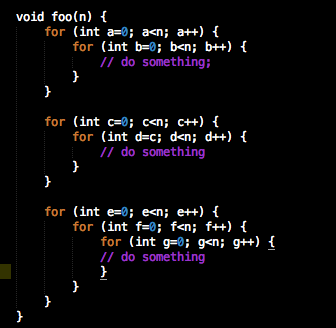 void foo(n) {
    for (int a=0; a<n; a++) {
        for (int b=0; b<n; b++) {
            // do something;
        }
    }

    for (int c=0; c<n; c++) {
        for (int d=c; d<n; d++) {
            // do something
        }
    }

    for (int e=0; e<n; e++) {
        for (int f=0; f<n; f++) {
            for (int g=0; g<n; g++) {
            // do something
            }
        }
    }
}